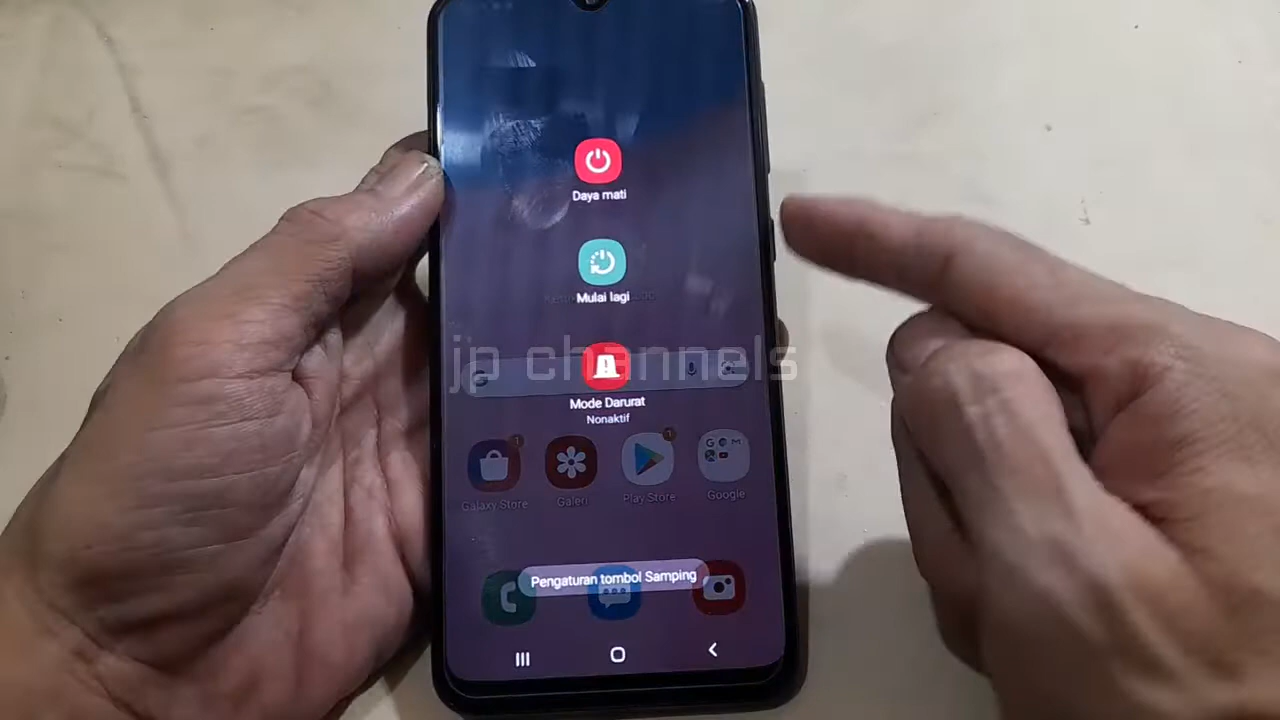 Daya mati
Mulai lagi
jp channels
Mode Darurat
Nonaktif
Galaxy Store
Galeri
Play Store
Google
Pengaturan tombol Samping